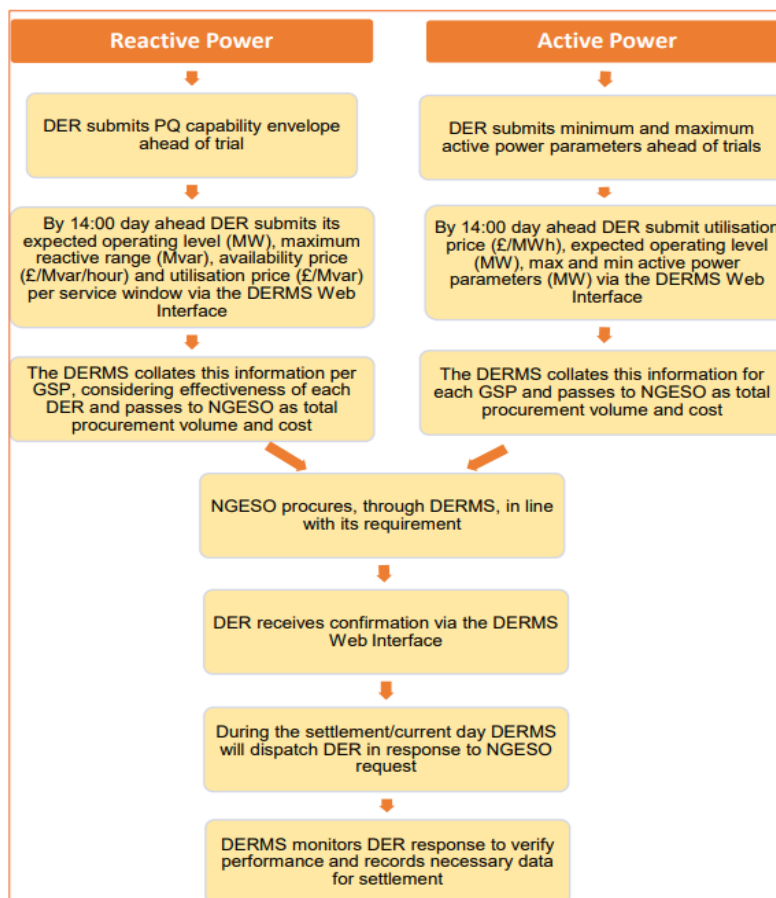 Reactive Power
DER submits PQ capability envelope
ahead of trial
By 14:00 day ahead DER submits its
expected operating level (MW), maximum
reactive range (Mvar), availability price
(£/Mvar/hour) and utilisation price (£/Mvar)
per service window via the DERMS Web
Interface
The DERMS collates this information per
GSP, considering effectiveness of each
DER and passes to NGESO as total
procurement volume and cost
Active Power
DER submits minimum and maximum
active power parameters ahead of trials
By 14:00 day ahead DER submit utilisation
price (£/MWh), expected operating level
(MW), max and min active power
parameters (MW) via the DERMS Web
Interface
The DERMS collates this information for
each GSP and passes to NGESO as total
procurement volume and cost
NGESO procures, through DERMS, in line
with its requirement
DER receives confirmation via the DERMS
Web Interface
During the settlement/current day DERMS
will dispatch DER in response to NGESO
request
DERMS monitors DER response to verify
performance and records necessary data
for settlement